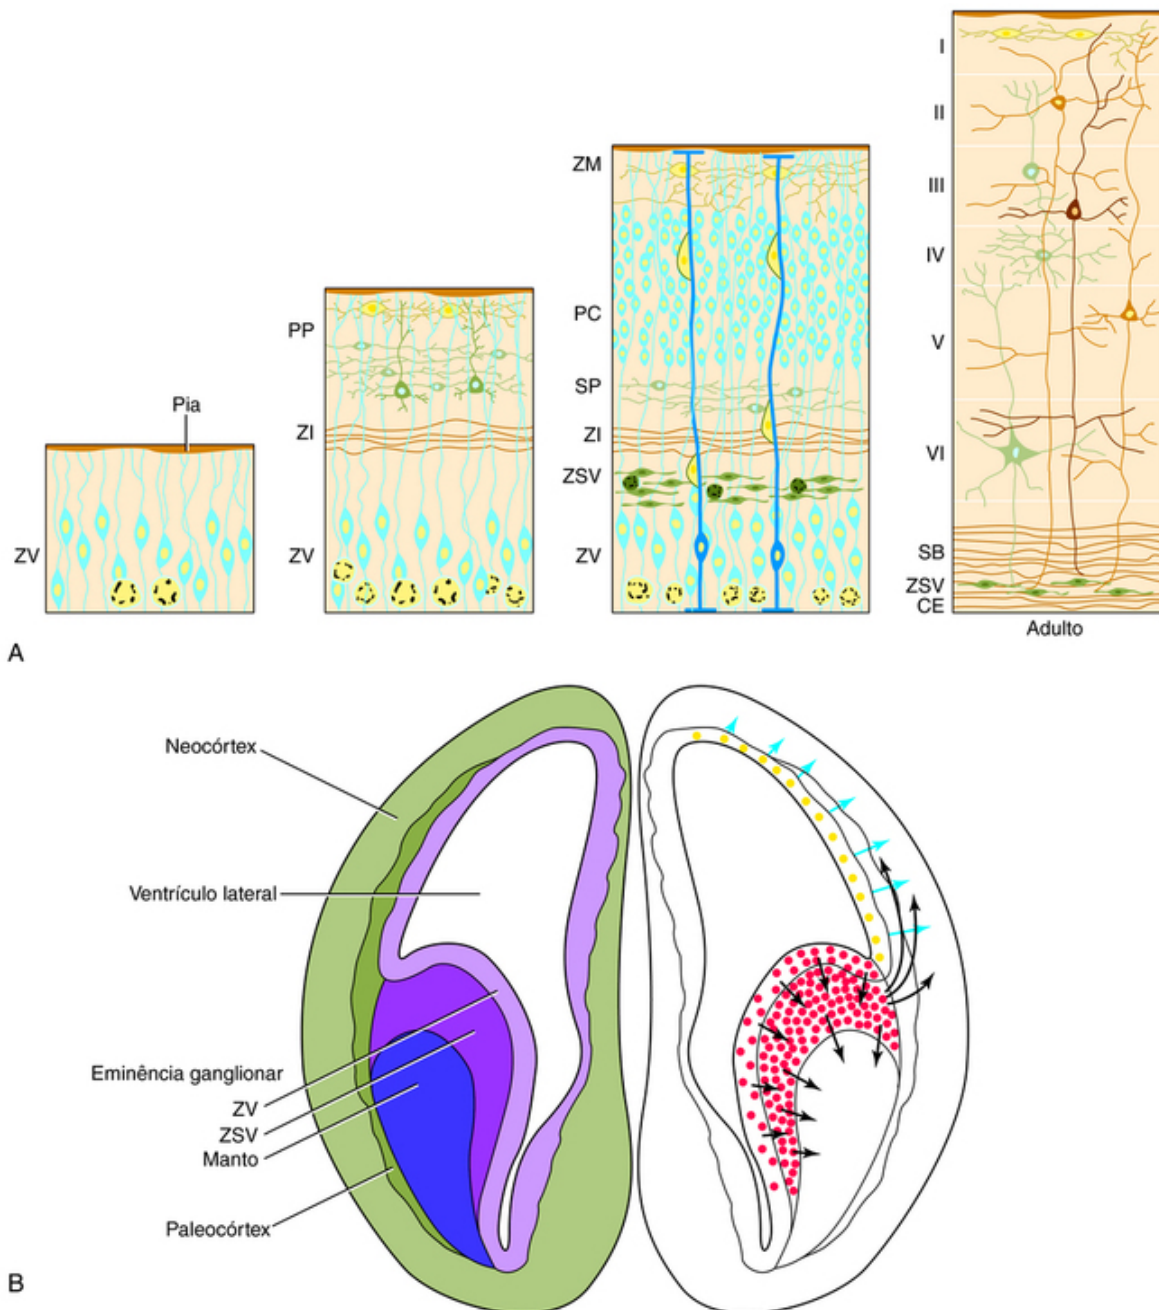 Pia
ZV
PP
ZI
ZV
ZM
PC
SP
ZI
ZSV
ZV
I
II
III
IV
V
VI
SB
ZSV
CE
Adulto
A
Neocórtex
Ventrículo lateral
Eminência ganglionar
ZV
ZSV
Manto
Paleocórtex
B